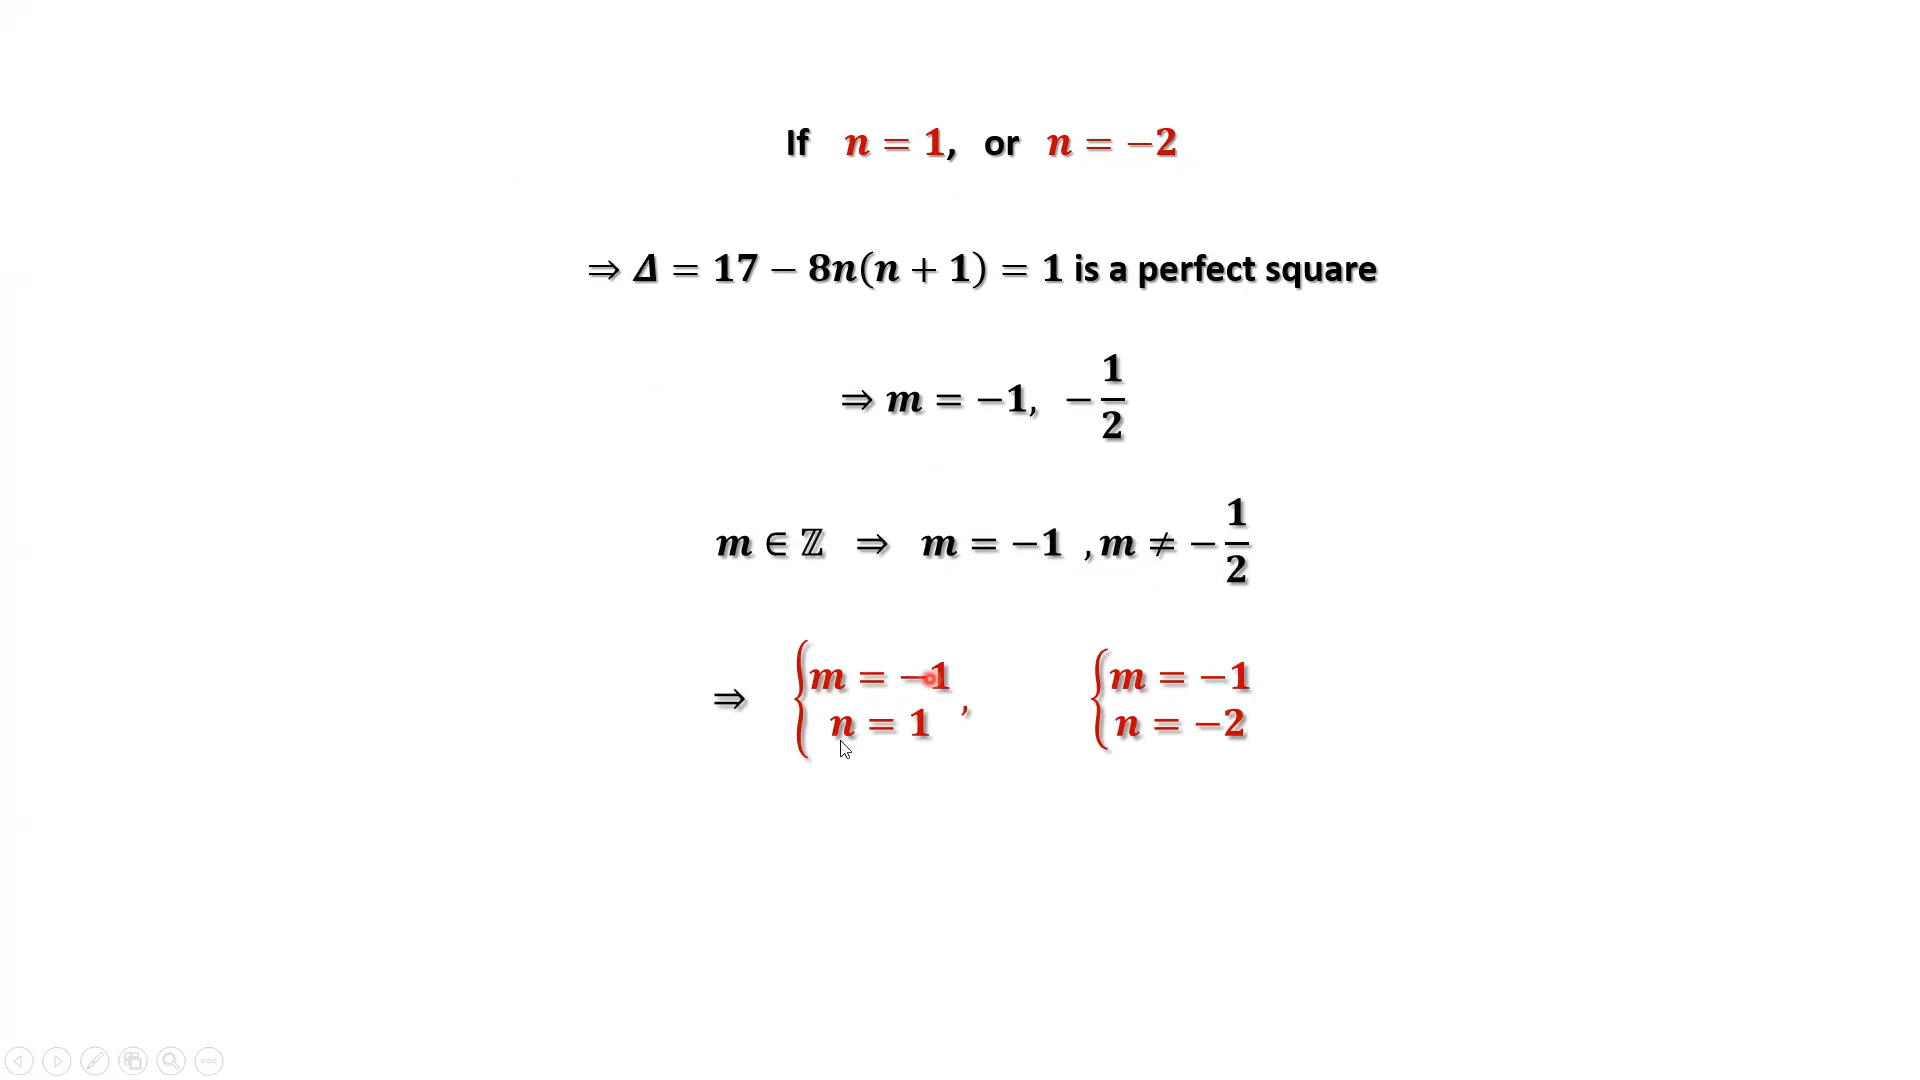 If n = 1, or n = −2
⇒ Δ = 17 − 8n(n + 1) = 1 is a perfect square
⇒ m = −1, −1/2
m ∈ ℤ ⇒ m = −1 , m ≠ −1/2
⇒ { m = −1, n = 1 , { m = −1, n = −2